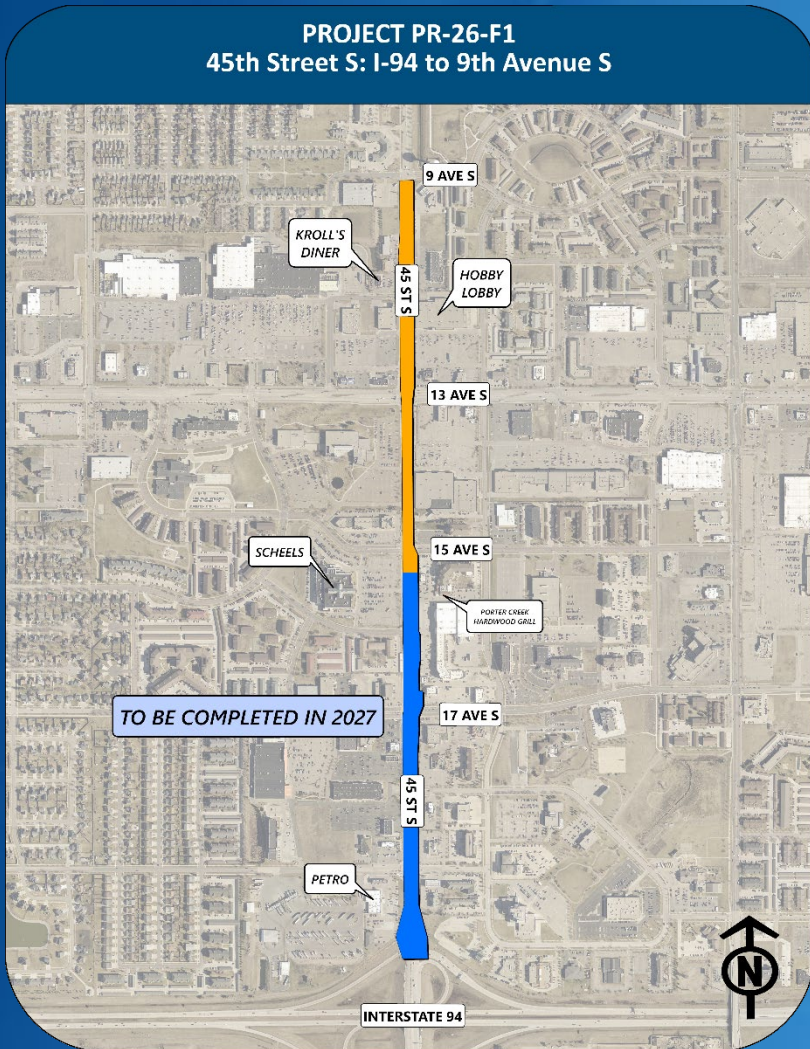 PROJECT PR-26-F1
45th Street S: I-94 to 9th Avenue S
9 AVE S
KROLL'S
DINER
45 ST S
HOBBY
LOBBY
13 AVE S
15 AVE S
SCHEELS
PORTER CREEK
HARDWOOD GRILL
TO BE COMPLETED IN 2027
17 AVE S
45 ST S
PETRO
N
INTERSTATE 94